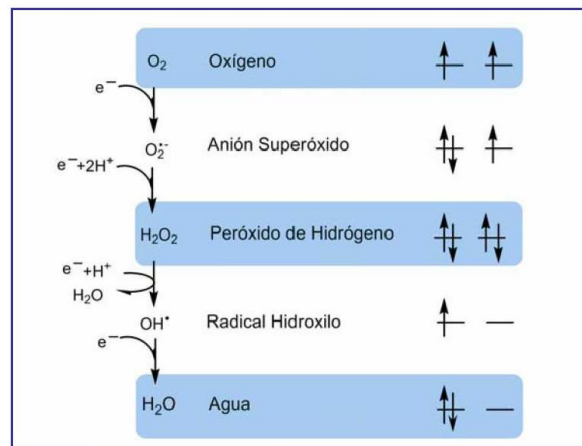 O₂ Oxígeno
e⁻
O₂•⁻ Anión Superóxido
e⁻+2H⁺
H₂O₂ Peróxido de Hidrógeno
e⁻+H⁺
H₂O
OH• Radical Hidroxilo
e⁻
H₂O Agua